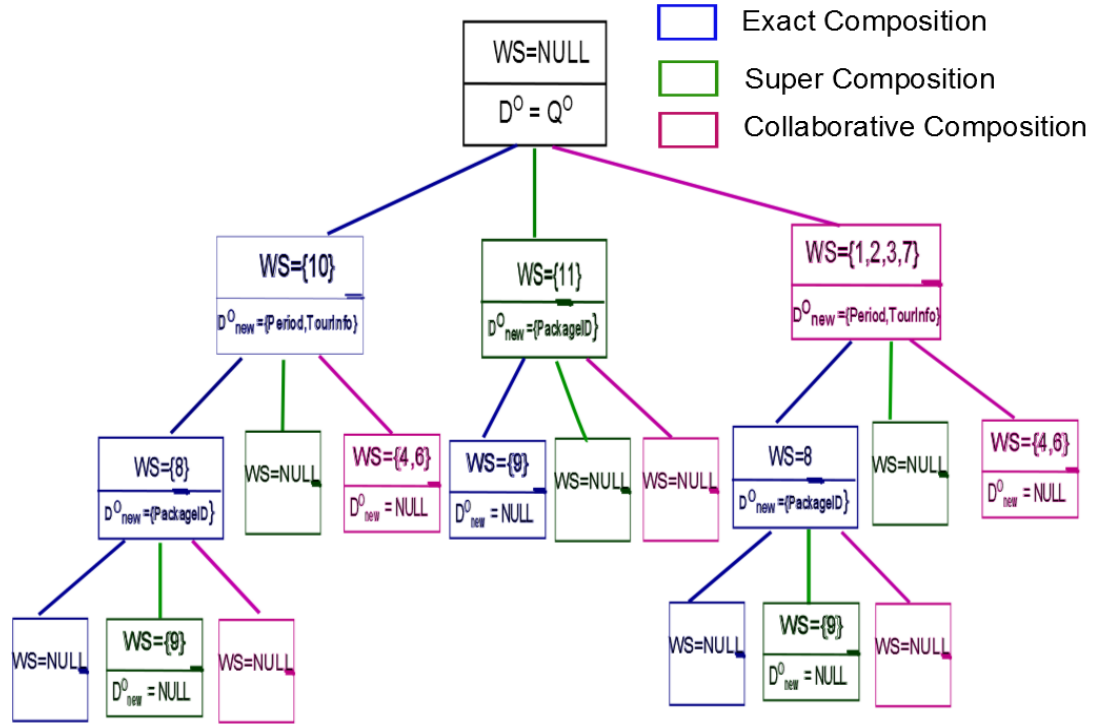 Exact Composition
Super Composition
Collaborative Composition
WS=NULL
D^O = Q^O
WS={10}
D^O_new ={Period,TourInfo}
WS={11}
D^O_new ={PackageID}
WS={1,2,3,7}
D^O_new ={Period,TourInfo}
WS={8}
D^O_new ={PackageID}
WS=NULL
WS={4,6}
D^O_new = NULL
WS={9}
D^O_new = NULL
WS=NULL
WS=NULL
WS=8
D^O_new ={PackageID}
WS=NULL
WS={4,6}
D^O_new = NULL
WS=NULL
WS={9}
D^O_new = NULL
WS=NULL
WS=NULL
WS={9}
D^O_new = NULL
WS=NULL